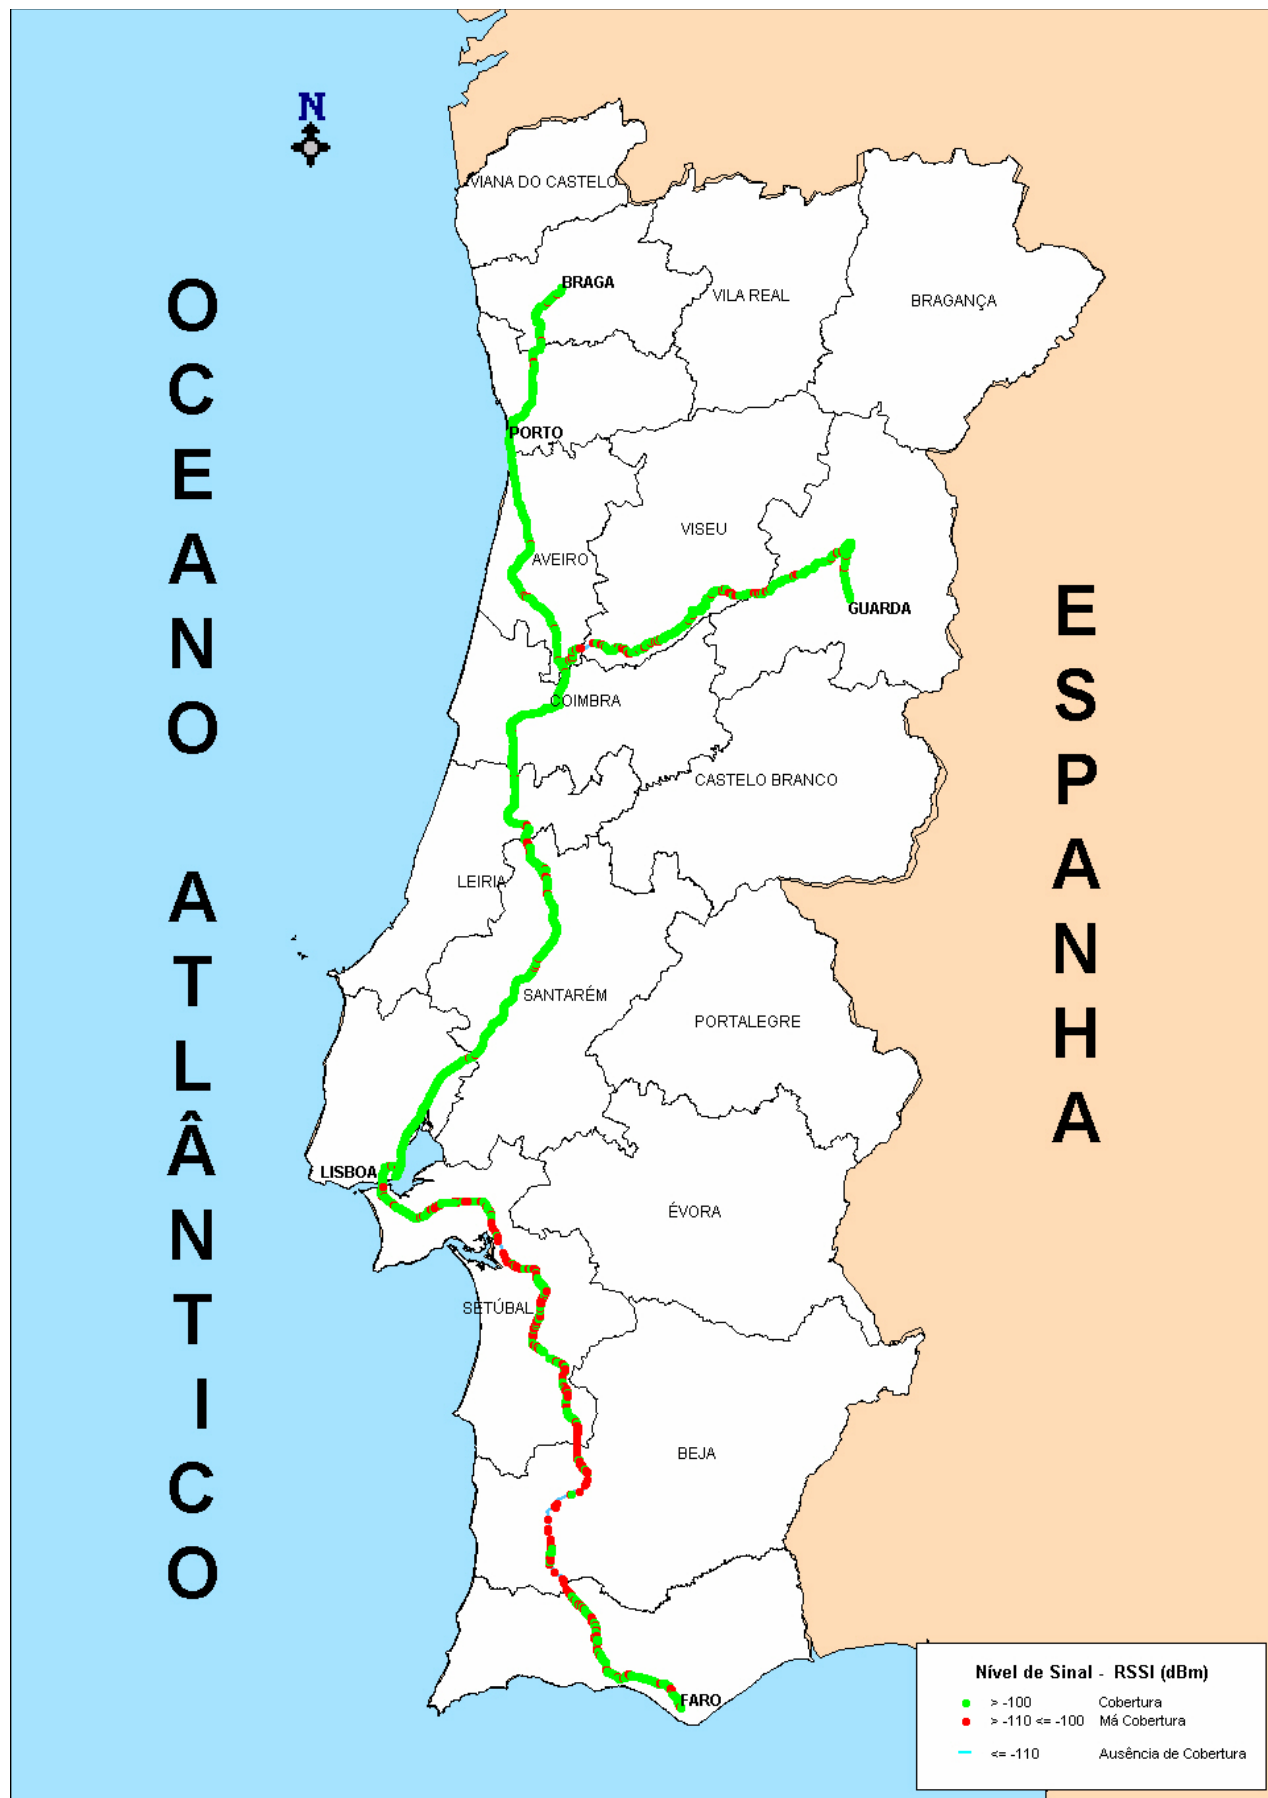 N
VIANA DO CASTELO
BRAGA
VILA REAL
BRAGANÇA
PORTO
VISEU
AVEIRO
GUARDA
COIMBRA
CASTELO BRANCO
LEIRIA
SANTARÉM
PORTALEGRE
LISBOA
ÉVORA
SETÚBAL
BEJA
FARO
OCEANO ATLÂNTICO
ESPANHA
Nível de Sinal - RSSI (dBm)
> -100 Cobertura
> -110 <= -100 Má Cobertura
<= -110 Ausência de Cobertura